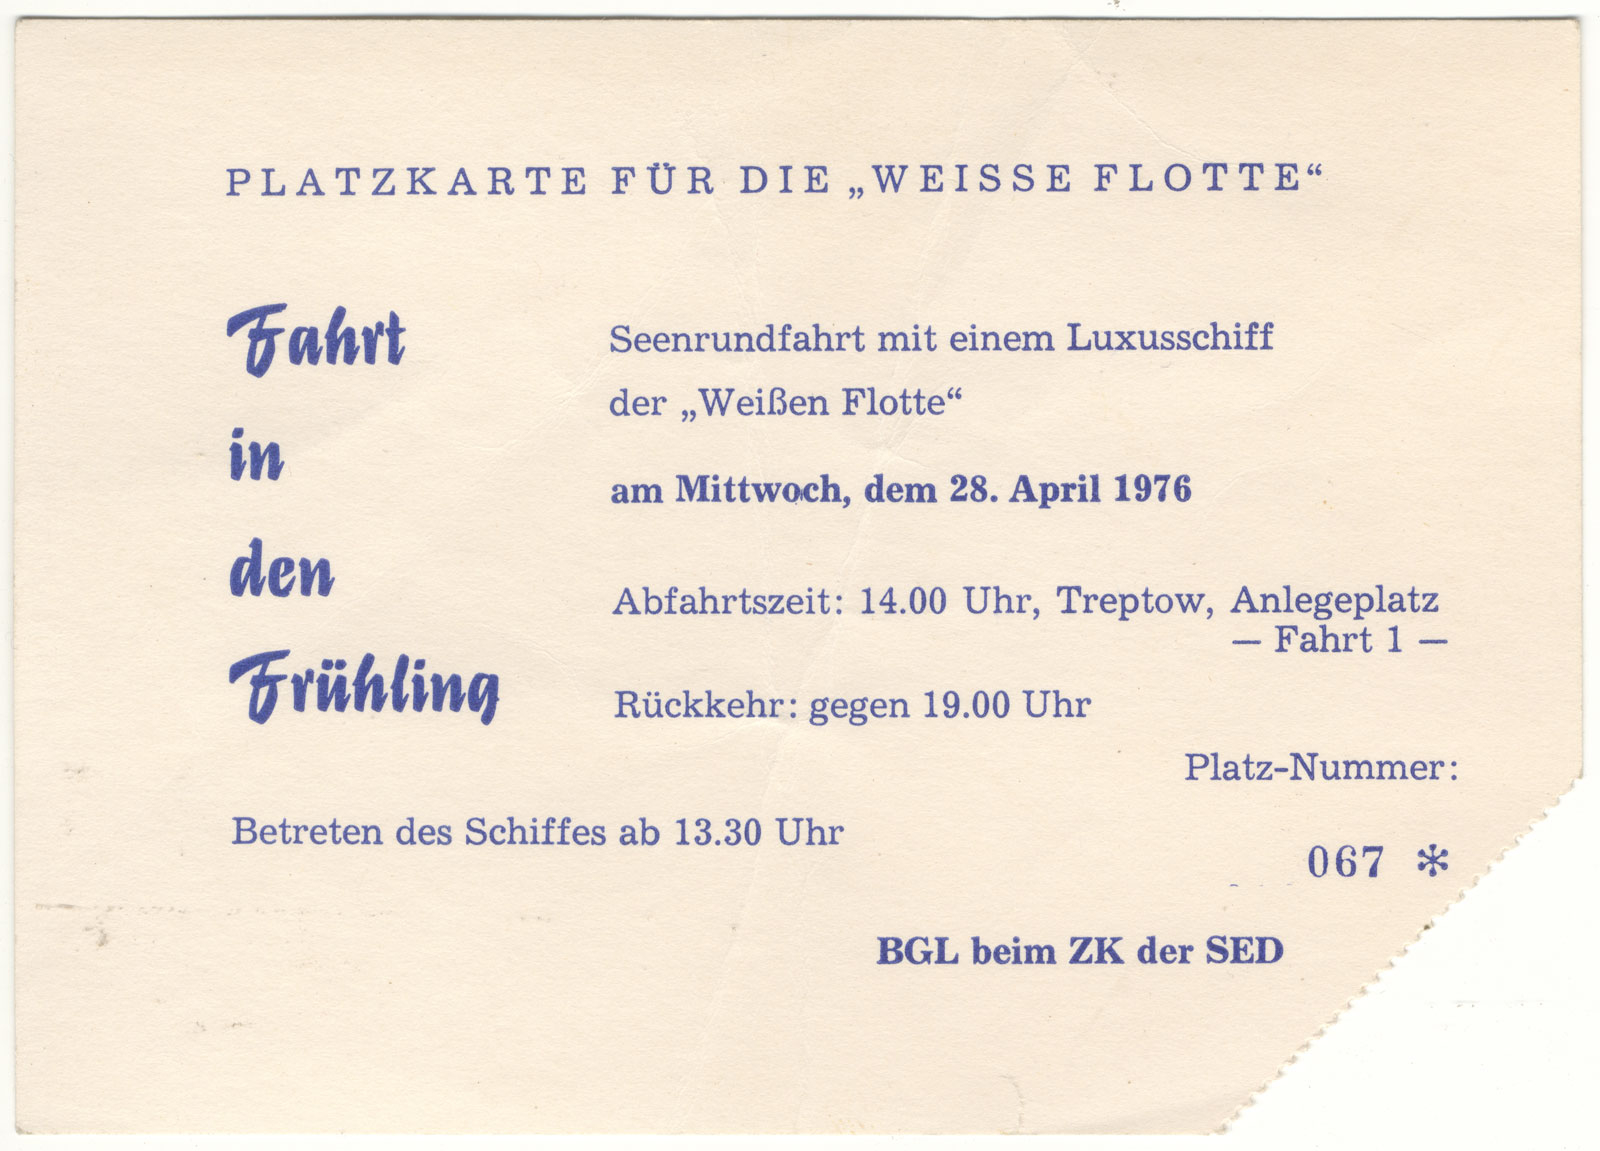 PLATZKARTE FÜR DIE „WEISSE FLOTTE“
Fahrt
in
den
Frühling
Seenrundfahrt mit einem Luxusschiff
der „Weißen Flotte“
am Mittwoch, dem 28. April 1976
Abfahrtszeit: 14.00 Uhr, Treptow, Anlegeplatz
— Fahrt 1 —
Rückkehr: gegen 19.00 Uhr
Platz-Nummer:
Betreten des Schiffes ab 13.30 Uhr
067 *
BGL beim ZK der SED